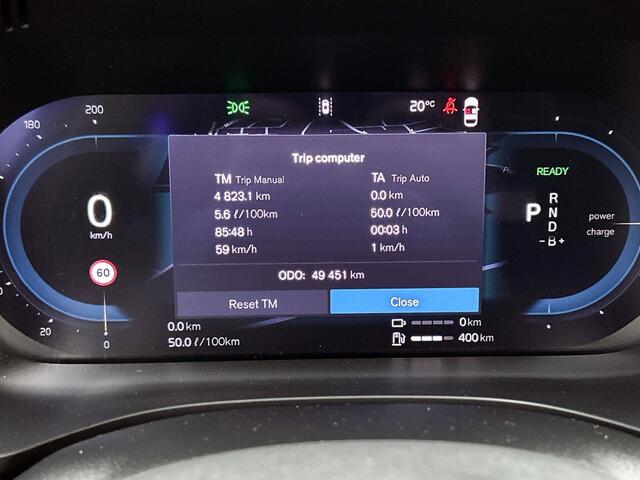 180
200
20°C
Trip computer
TM Trip Manual
4 823.1 km
5.6 ℓ/100km
85:48 h
59 km/h
TA Trip Auto
0.0 km
50.0 ℓ/100km
00:03 h
1 km/h
ODO: 49 451 km
Reset TM
Close
0
km/h
60
20
0
0.0 km
50.0 ℓ/100km
0 km
400 km
READY
P
R
N
D
-B+
power
charge